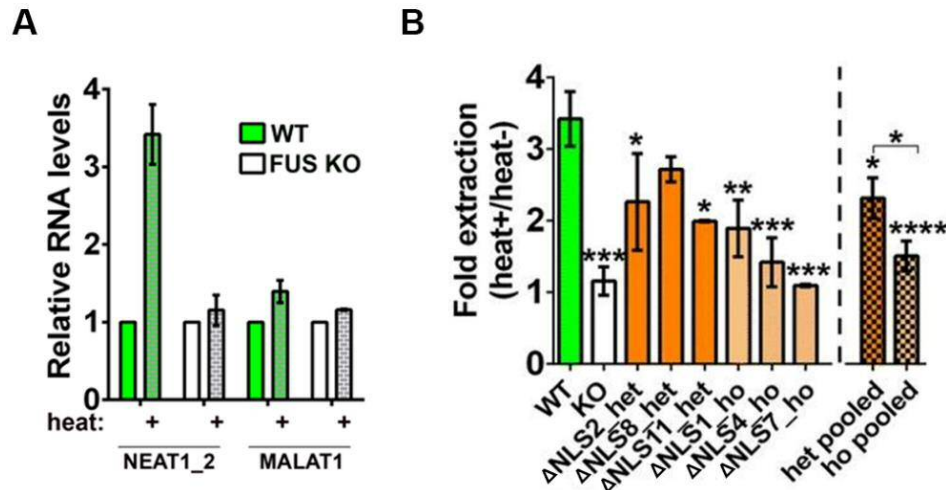 A
Relative RNA levels
4
3
2
1
0
WT
FUS KO
heat: + + + +
NEAT1_2 MALAT1
B
Fold extraction
(heat+/heat-)
4
3
2
1
0
*** * * ** *** *** * **** *
WT
KO
ΔNLS2_het
ΔNLS8_het
ΔNLS11_het
ΔNLS1_ho
ΔNLS4_ho
ΔNLS7_ho
het pooled
ho pooled